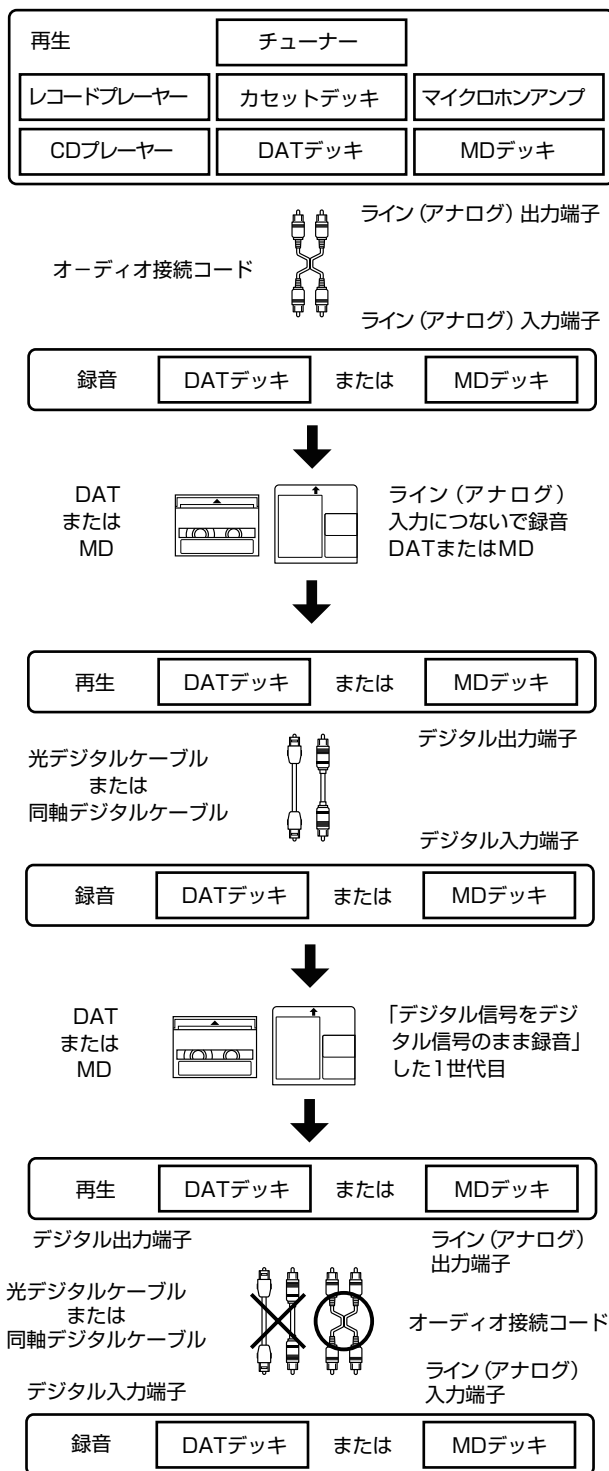 再生
チューナー
レコードプレーヤー
カセットデッキ
マイクロホンアンプ
CDプレーヤー
DATデッキ
MDデッキ
ライン(アナログ)出力端子
オーディオ接続コード
ライン(アナログ)入力端子
録音 DATデッキ または MDデッキ
DAT
または
MD
ライン(アナログ)
入力につないで録音
DATまたはMD
再生 DATデッキ または MDデッキ
デジタル出力端子
光デジタルケーブル
または
同軸デジタルケーブル
デジタル入力端子
録音 DATデッキ または MDデッキ
DAT
または
MD
「デジタル信号をデジ
タル信号のまま録音」
した1世代目
再生 DATデッキ または MDデッキ
デジタル出力端子
ライン(アナログ)
出力端子
光デジタルケーブル
または
同軸デジタルケーブル
オーディオ接続コード
デジタル入力端子
ライン(アナログ)
入力端子
録音 DATデッキ または MDデッキ